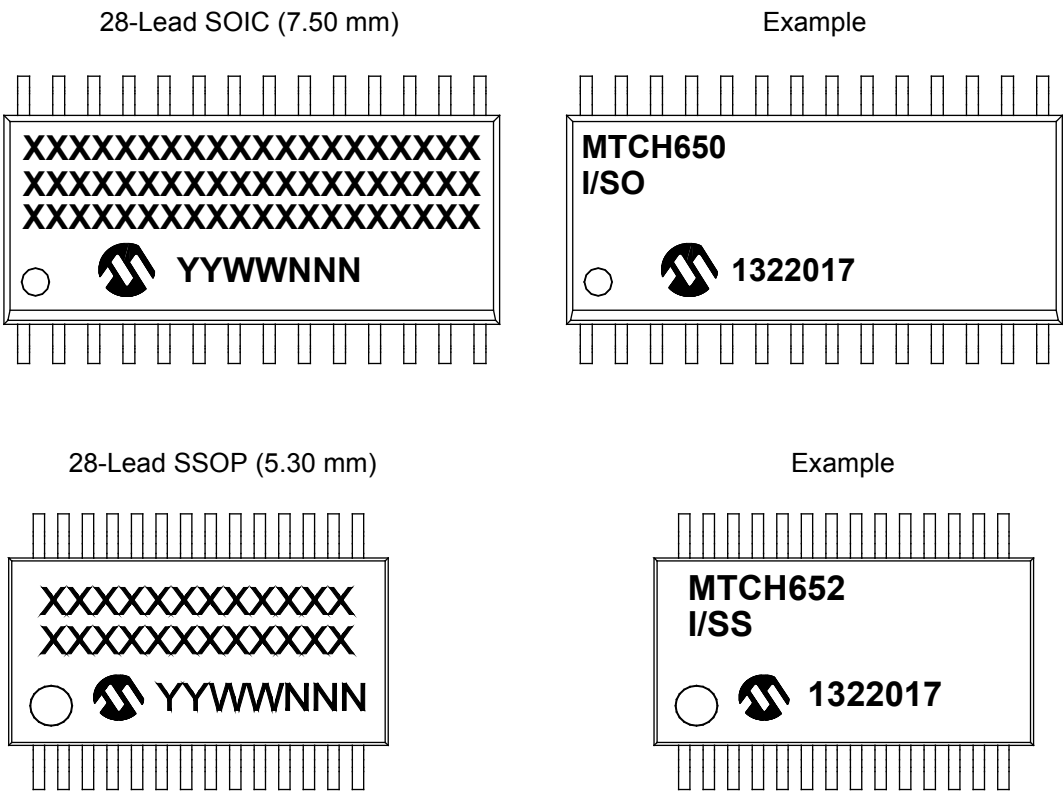 28-Lead SOIC (7.50 mm)
Example
XXXXXXXXXXXXXXXXXXXX
XXXXXXXXXXXXXXXXXXXX
XXXXXXXXXXXXXXXXXXXX
YYWWNNN
MTCH650
I/SO
1322017
28-Lead SSOP (5.30 mm)
Example
XXXXXXXXXXXX
XXXXXXXXXXXX
YYWWNNN
MTCH652
I/SS
1322017